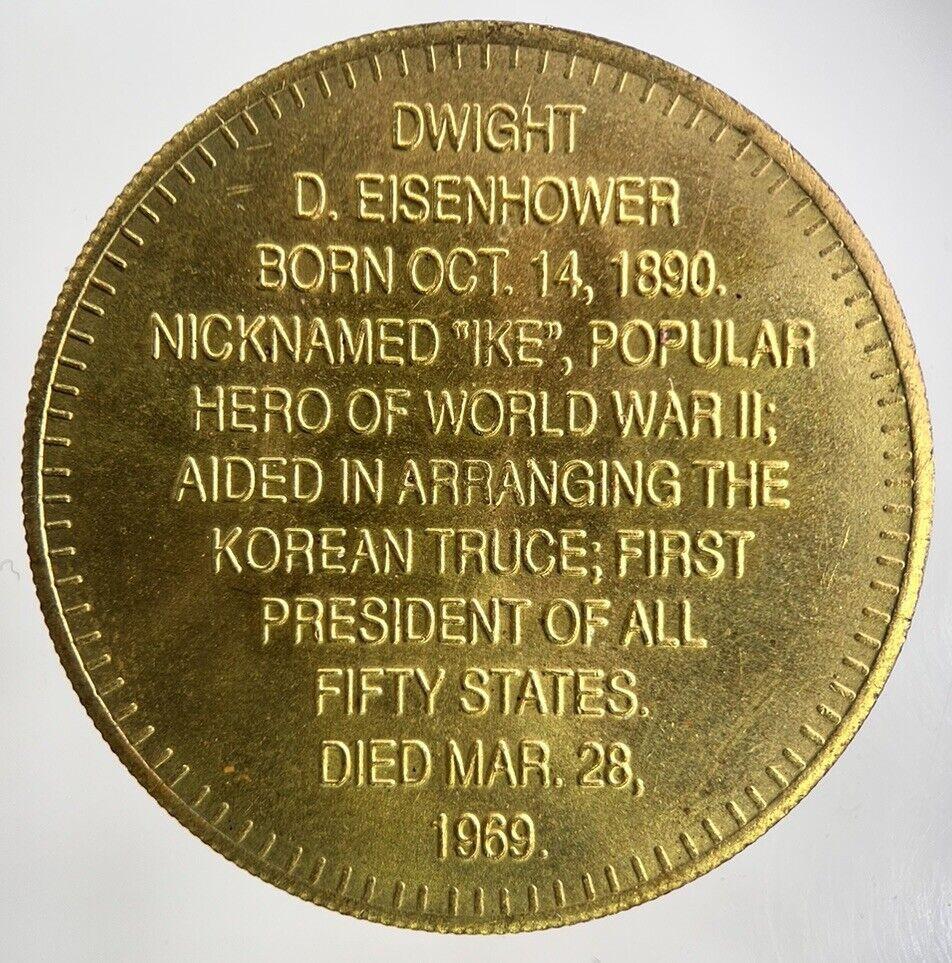 DWIGHT
D. EISENHOWER
BORN OCT. 14, 1890.
NICKNAMED "IKE", POPULAR
HERO OF WORLD WAR II;
AIDED IN ARRANGING THE
KOREAN TRUCE; FIRST
PRESIDENT OF ALL
FIFTY STATES.
DIED MAR. 28,
1969.